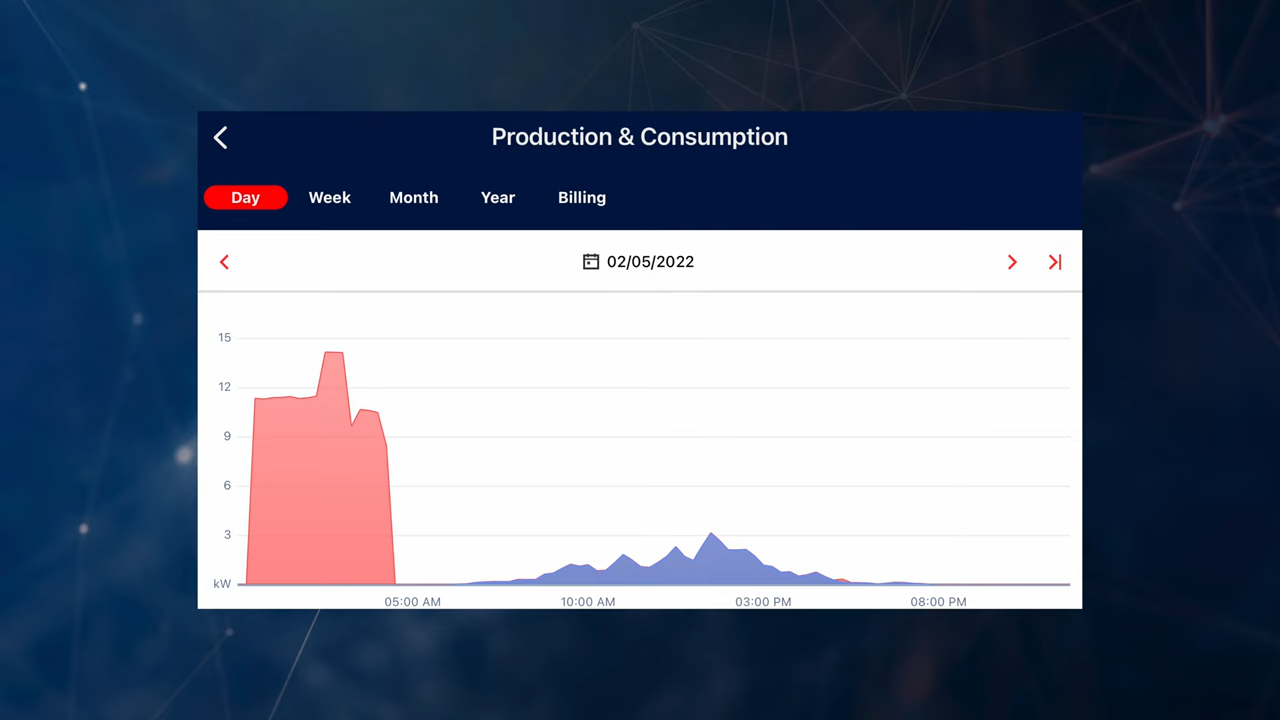 Production & Consumption
Day Week Month Year Billing
02/05/2022
15
12
9
6
3
kW
05:00 AM 10:00 AM 03:00 PM 08:00 PM